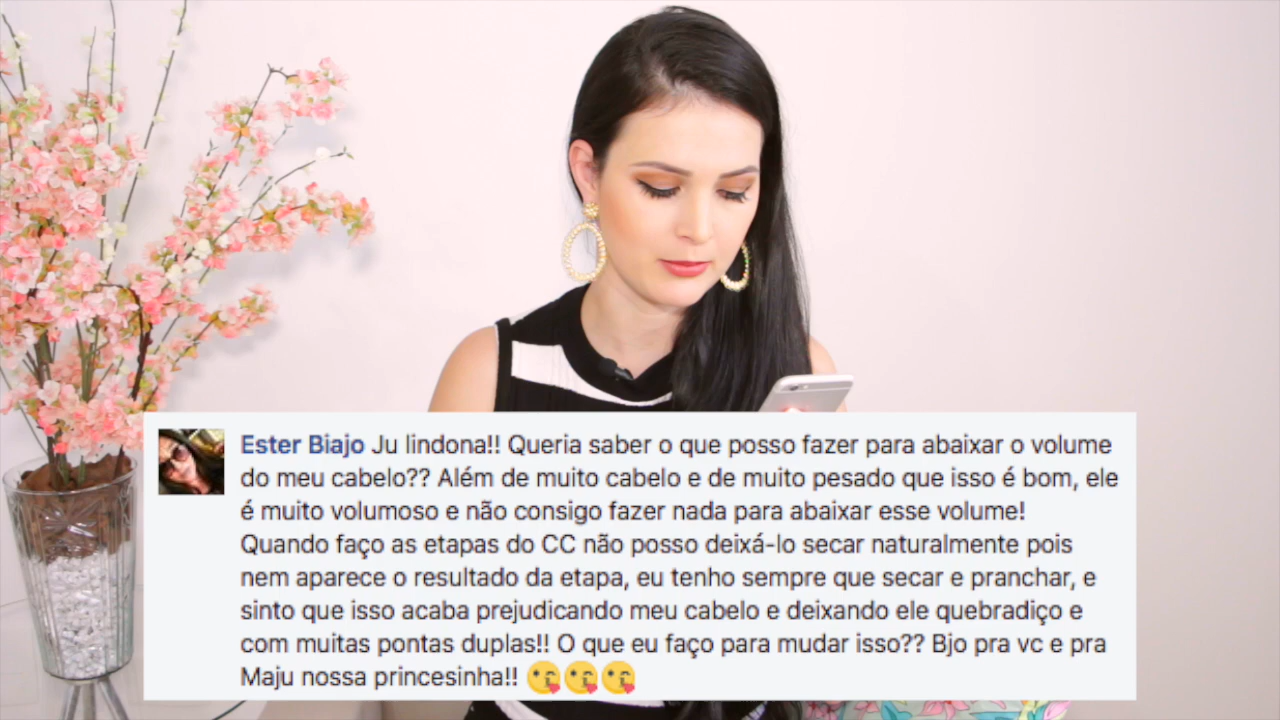 Ester Biajo Ju lindona!! Queria saber o que posso fazer para abaixar o volume
do meu cabelo?? Além de muito cabelo e de muito pesado que isso é bom, ele
é muito volumoso e não consigo fazer nada para abaixar esse volume!
Quando faço as etapas do CC não posso deixá-lo secar naturalmente pois
nem aparece o resultado da etapa, eu tenho sempre que secar e pranchar, e
sinto que isso acaba prejudicando meu cabelo e deixando ele quebradiço e
com muitas pontas duplas!! O que eu faço para mudar isso?? Bjo pra vc e pra
Maju nossa princesinha!! 😘😘😘